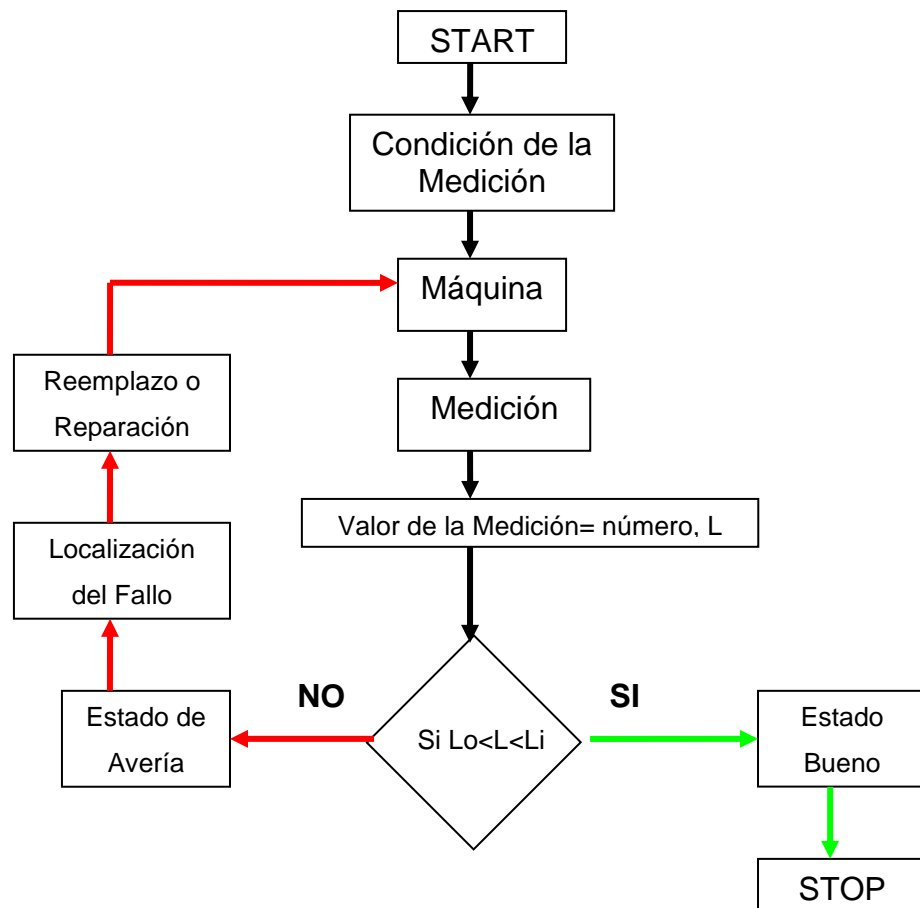 START
Condición de la
Medición
Máquina
Reemplazo o
Reparación
Medición
Valor de la Medición= número, L
Localización
del Fallo
NO
SI
Estado de
Avería
Si Lo<L<Li
Estado
Bueno
STOP